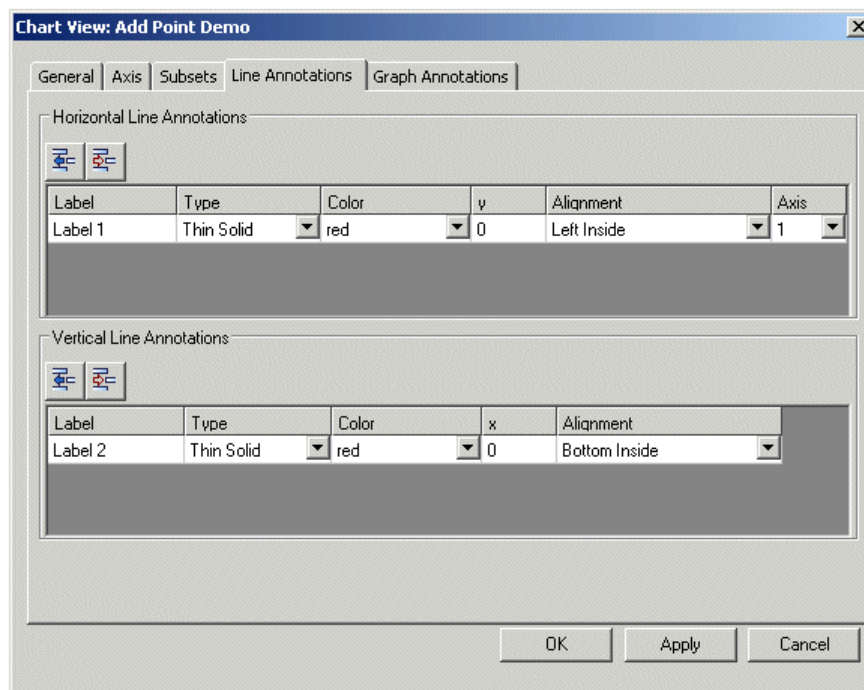 Chart View: Add Point Demo
General Axis Subsets Line Annotations Graph Annotations
Horizontal Line Annotations
Label Type Color y Alignment Axis
Label 1 Thin Solid red 0 Left Inside 1
Vertical Line Annotations
Label Type Color x Alignment
Label 2 Thin Solid red 0 Bottom Inside
OK Apply Cancel